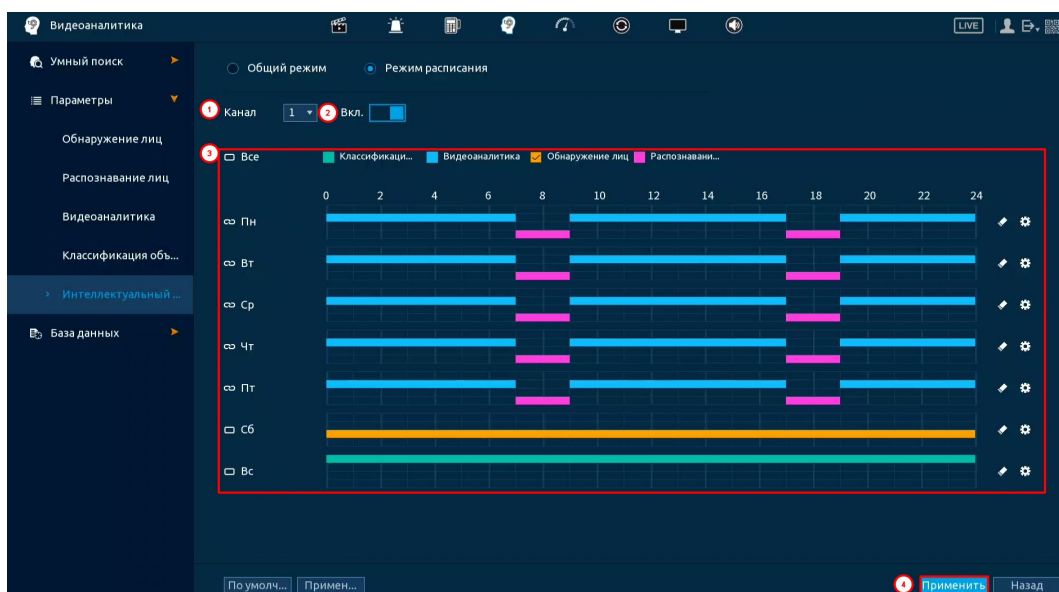 Видеоаналитика LIVE
Умный поиск
Общий режим Режим расписания
Параметры
1 Канал 1 2 Вкл.
Обнаружение лиц
3 Все Классификаци... Видеоаналитика Обнаружение лиц Распознавани...
Распознавание лиц
0 2 4 6 8 10 12 14 16 18 20 22 24
Видеоаналитика
Пн
Классификация объ...
Вт
Интеллектуальный ...
Ср
База данных
Чт
Пт
Сб
Вс
По умолч... Примен... 4 Применить Назад